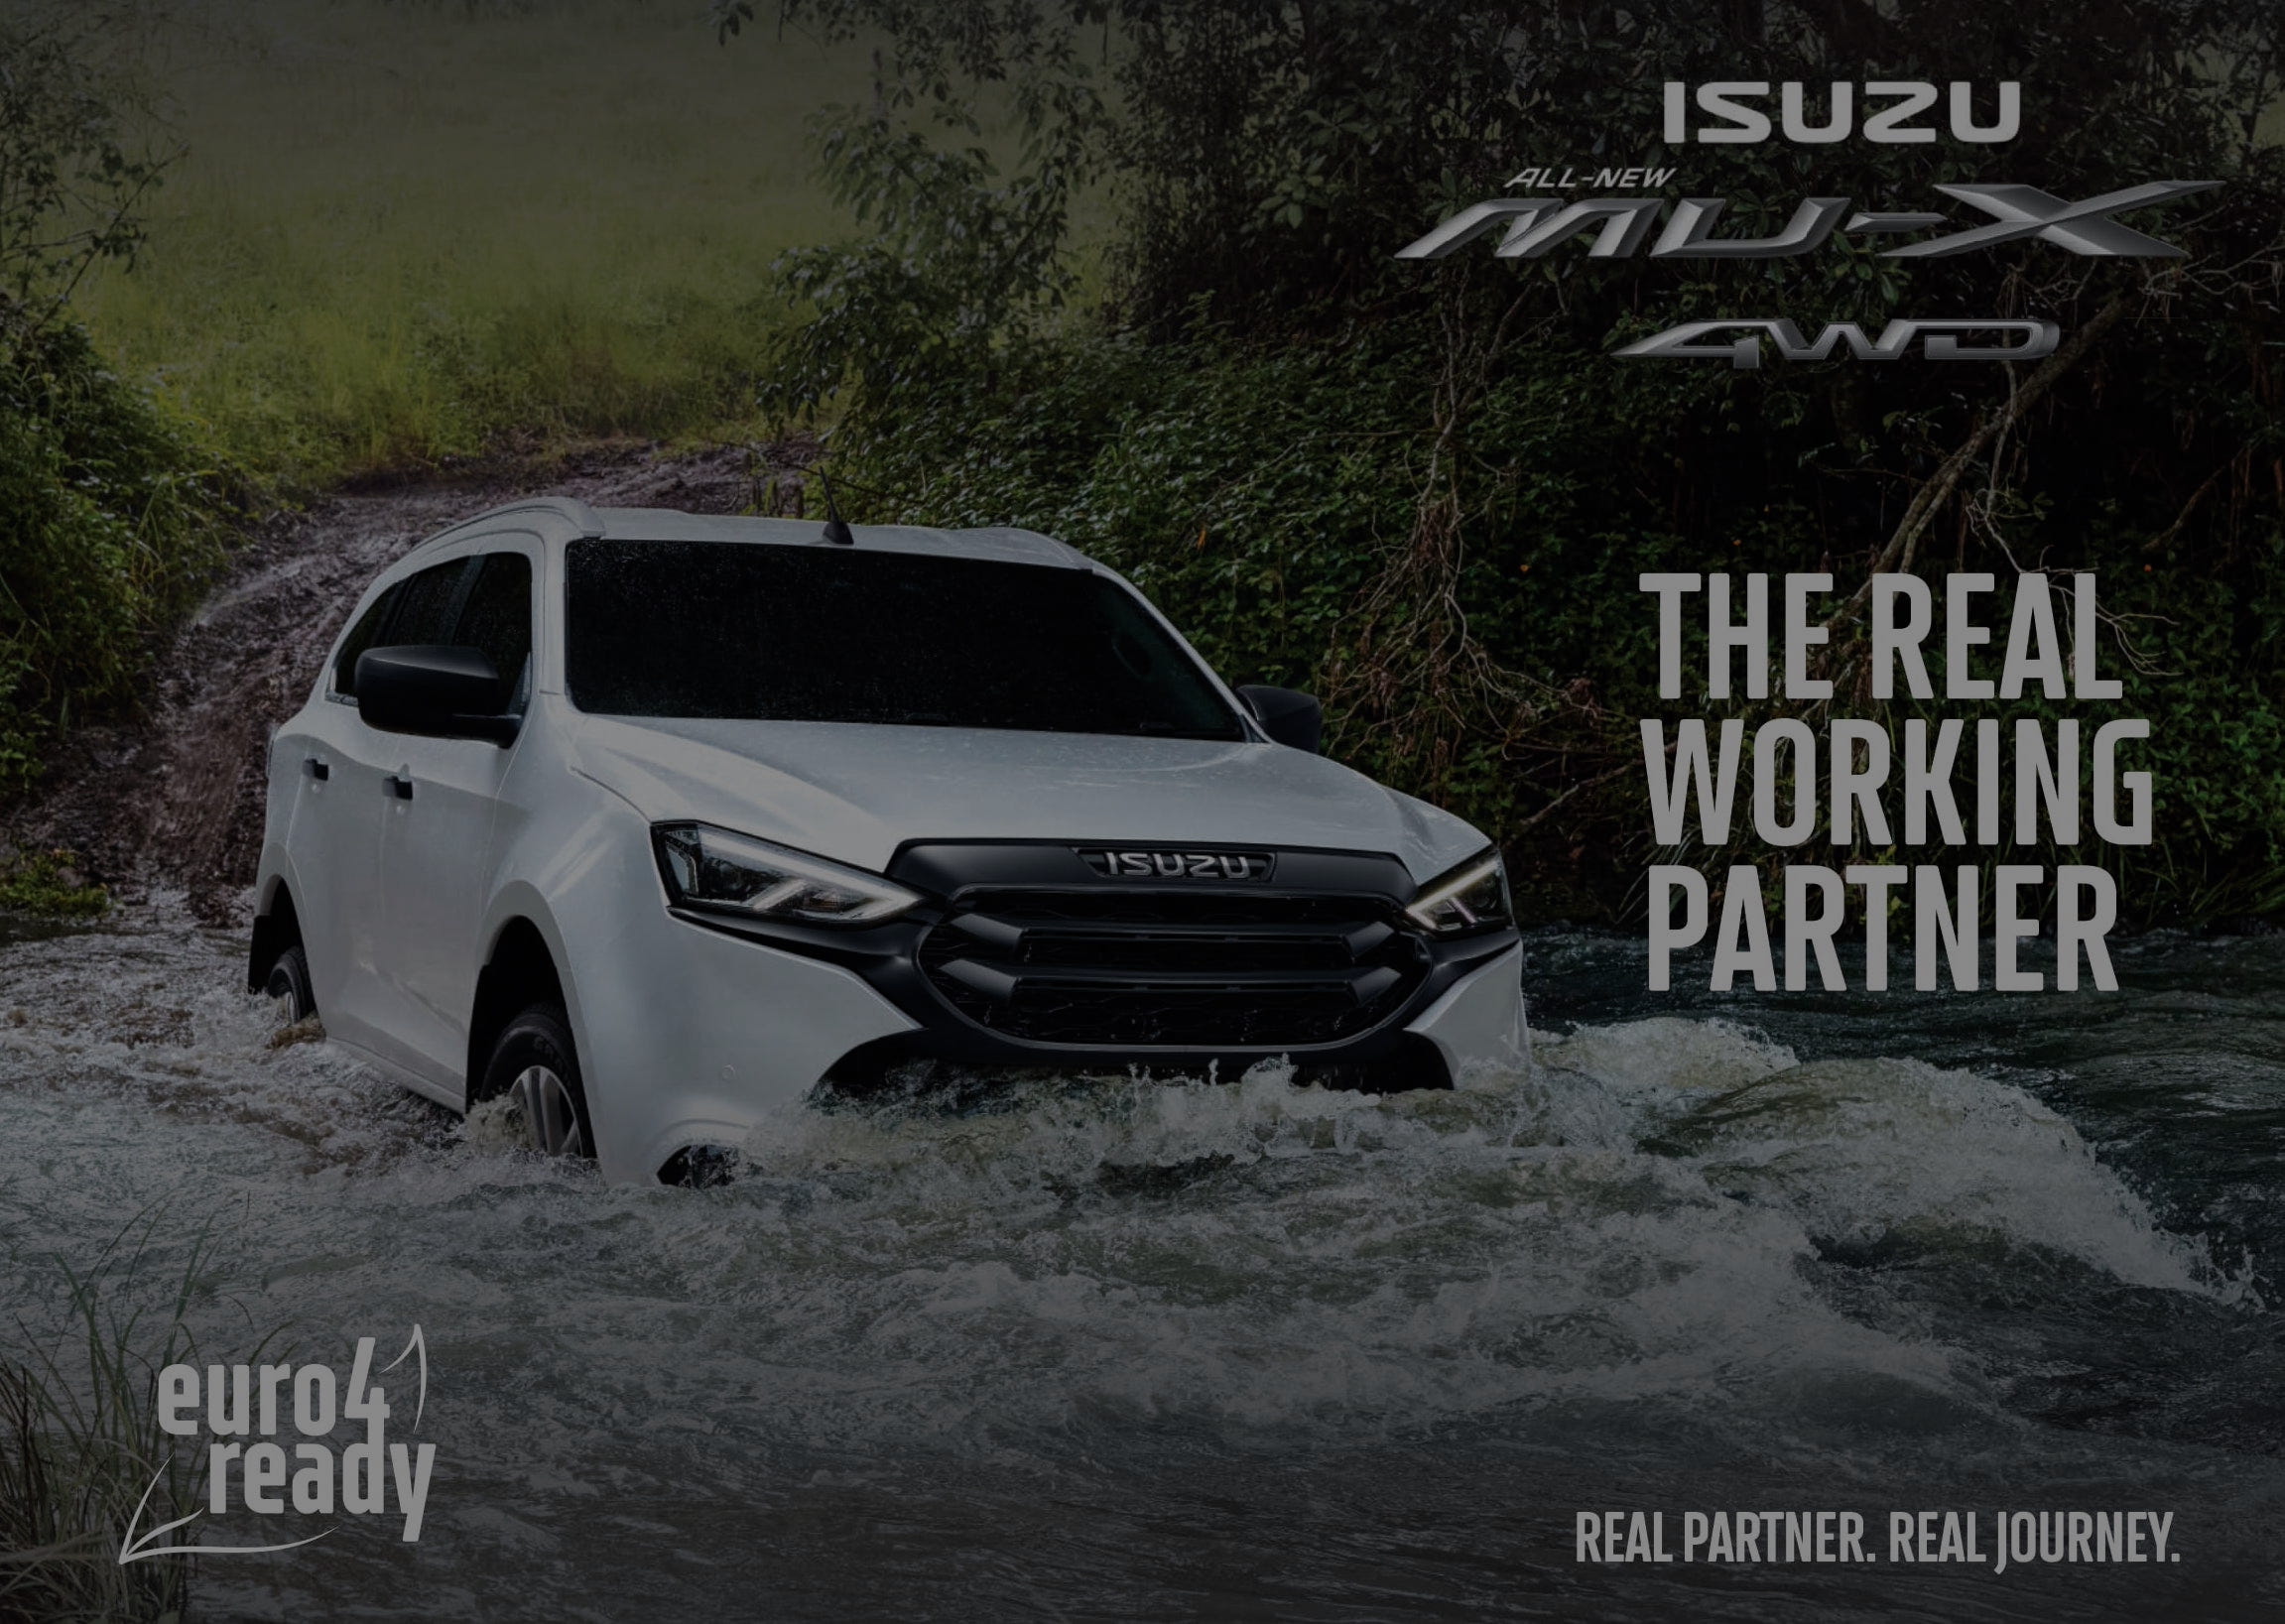 ISUZU
ALL-NEW
MU-X
4WD
THE REAL
WORKING
PARTNER
ISUZU
euro4
ready
REAL PARTNER. REAL JOURNEY.